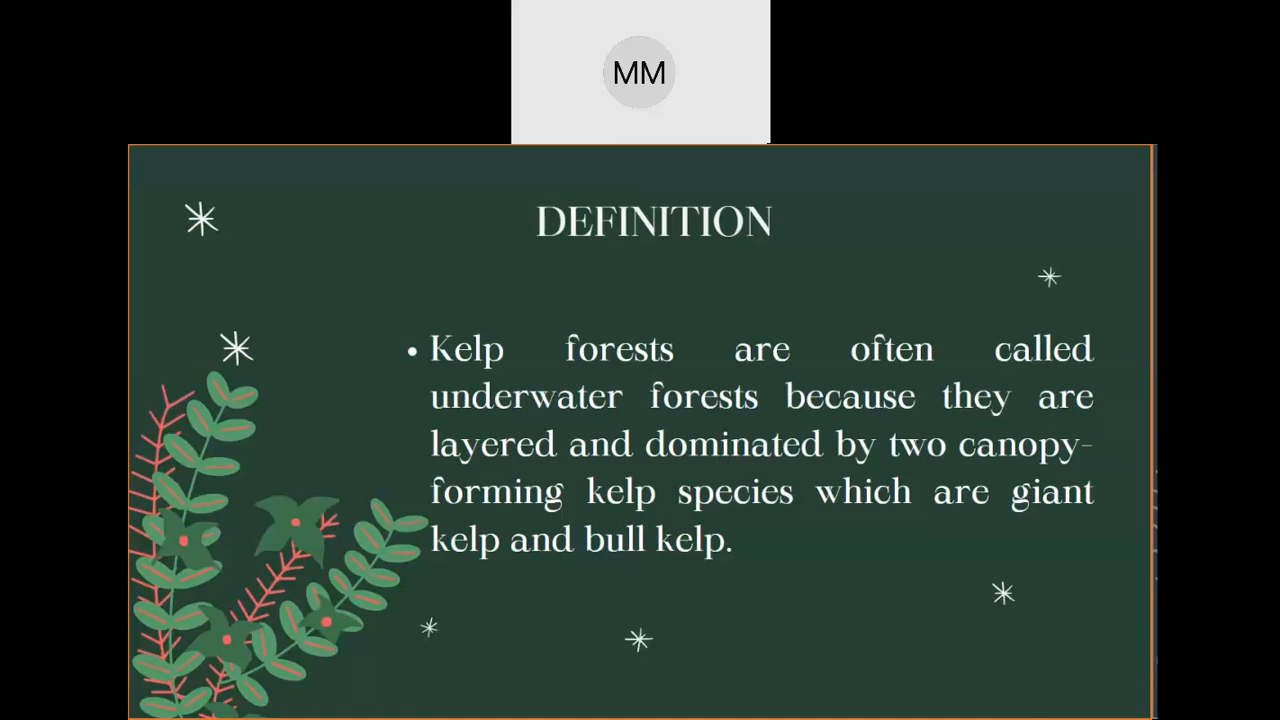 MM
DEFINITION
• Kelp forests are often called
underwater forests because they are
layered and dominated by two canopy-
forming kelp species which are giant
kelp and bull kelp.